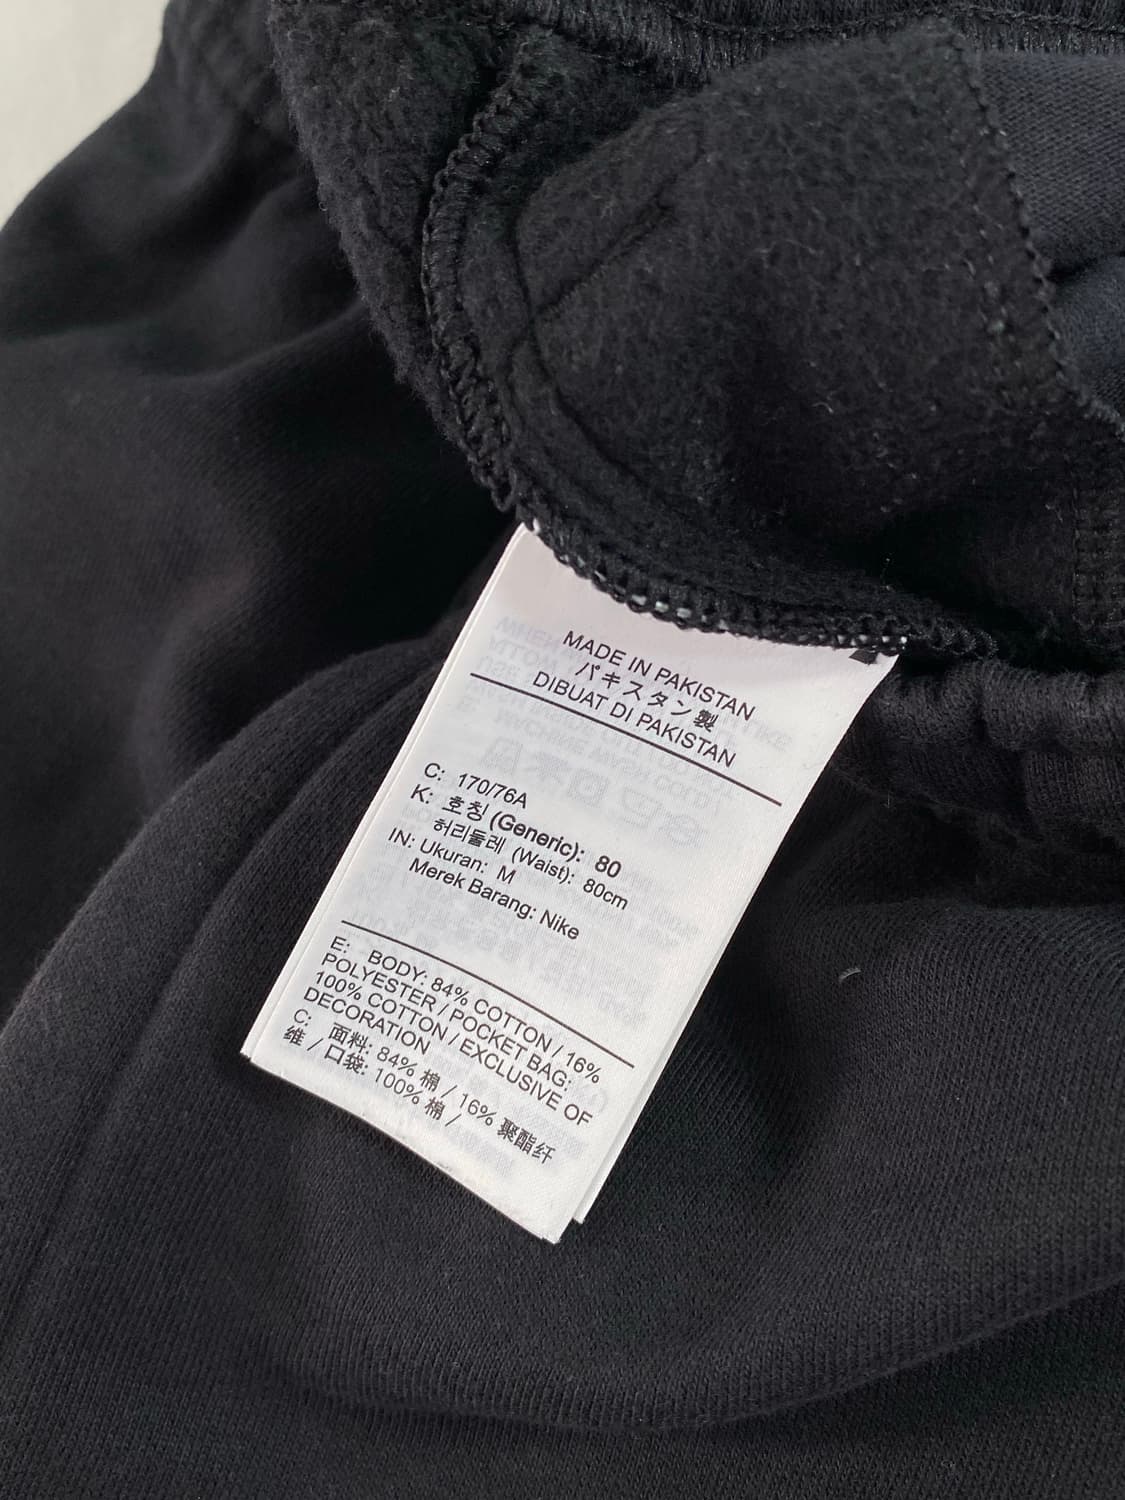 MADE IN PAKISTAN
パキスタン製
DIBUAT DI PAKISTAN
C: 170/76A
K: 호칭 (Generic): 80
허리둘레 (Waist): 80cm
IN: Ukuran: M
Merek Barang: Nike
E: BODY: 84% COTTON / 16%
POLYESTER / POCKET BAG:
100% COTTON / EXCLUSIVE OF
DECORATION
C: 面料: 84% 棉 / 16% 聚酯纤
维 / 口袋: 100% 棉 /